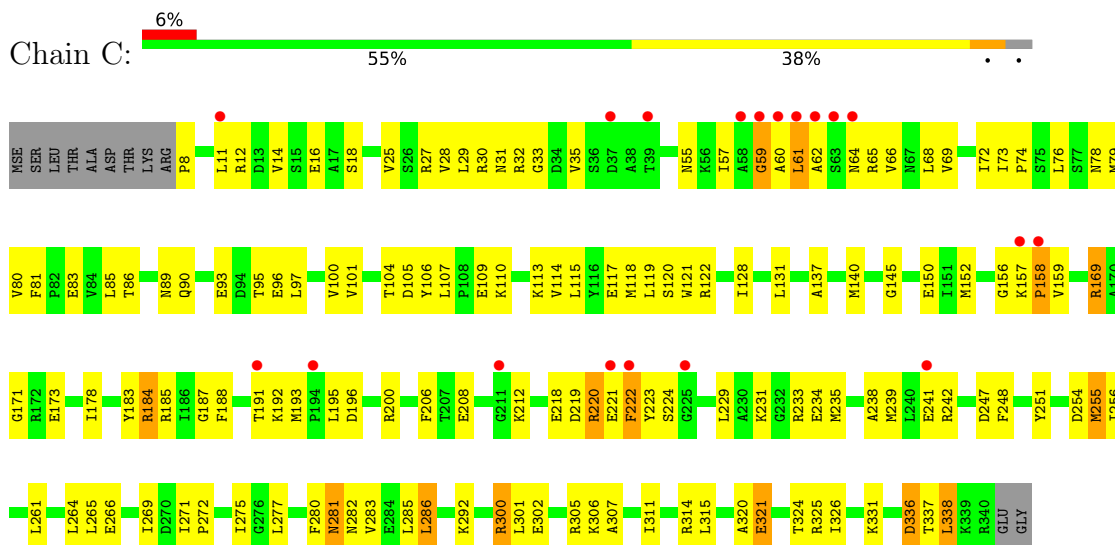 6%
Chain C:
55% 38% • •
MSE SER LEU THR ALA ASP THR LYS ARG P8 L11 R12 D13 V14 S15 E16 A17 S18 V25 S26 R27 V28 L29 R30 N31 R32 G33 D34 V35 S36 D37 A38 T39 N55 K56 I57 A58 G59 A60 L61 A62 S63 N64 R65 V66 N67 L68 V69 I72 I73 P74 S75 L76 S77 N78 M79
V80 F81 P82 E83 V84 L85 T86 N89 Q90 E93 D94 T95 E96 L97 V100 V101 T104 D105 Y106 L107 P108 E109 K110 K113 V114 L115 Y116 E117 M118 L119 S120 W121 R122 I128 L131 A137 M140 G145 E150 I151 M152 G156 K157 P158 V159 R169 A170
G171 R172 E173 I178 Y183 R184 R185 I186 G187 F188 T191 K192 M193 P194 L195 D196 R200 F206 T207 E208 G211 K212 E218 D219 R220 E221 F222 Y223 S224 G225 L229 A230 K231 G232 R233 E234 M235 A238 M239 L240 E241 R242 D247 F248 Y251 D254 M255 I256
L261 L264 L265 E266 I269 D270 I271 P272 I275 G276 L277 F280 N281 N282 V283 E284 L285 L286 K292 R300 L301 E302 R305 K306 A307 I311 R314 L315 A320 E321 T324 R325 I326 K331 D336 T337 L338 K339 R340 GLU GLY